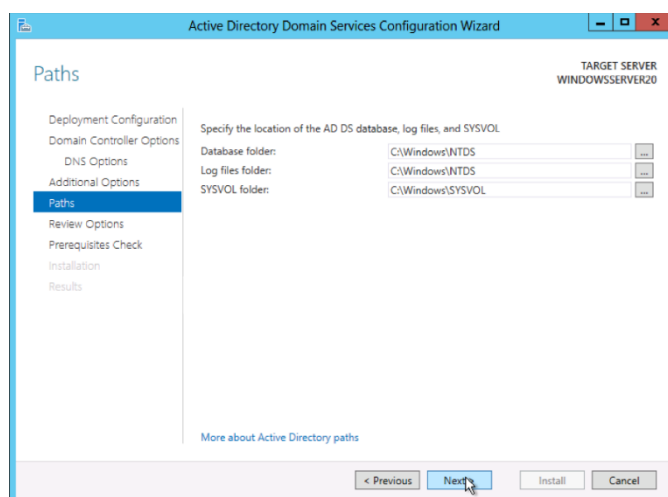 Active Directory Domain Services Configuration Wizard
Paths
TARGET SERVER
WINDOWSSERVER20
Deployment Configuration
Domain Controller Options
DNS Options
Additional Options
Paths
Review Options
Prerequisites Check
Installation
Results
Specify the location of the AD DS database, log files, and SYSVOL
Database folder: C:\Windows\NTDS ...
Log files folder: C:\Windows\NTDS ...
SYSVOL folder: C:\Windows\SYSVOL ...
More about Active Directory paths
< Previous Next > Install Cancel